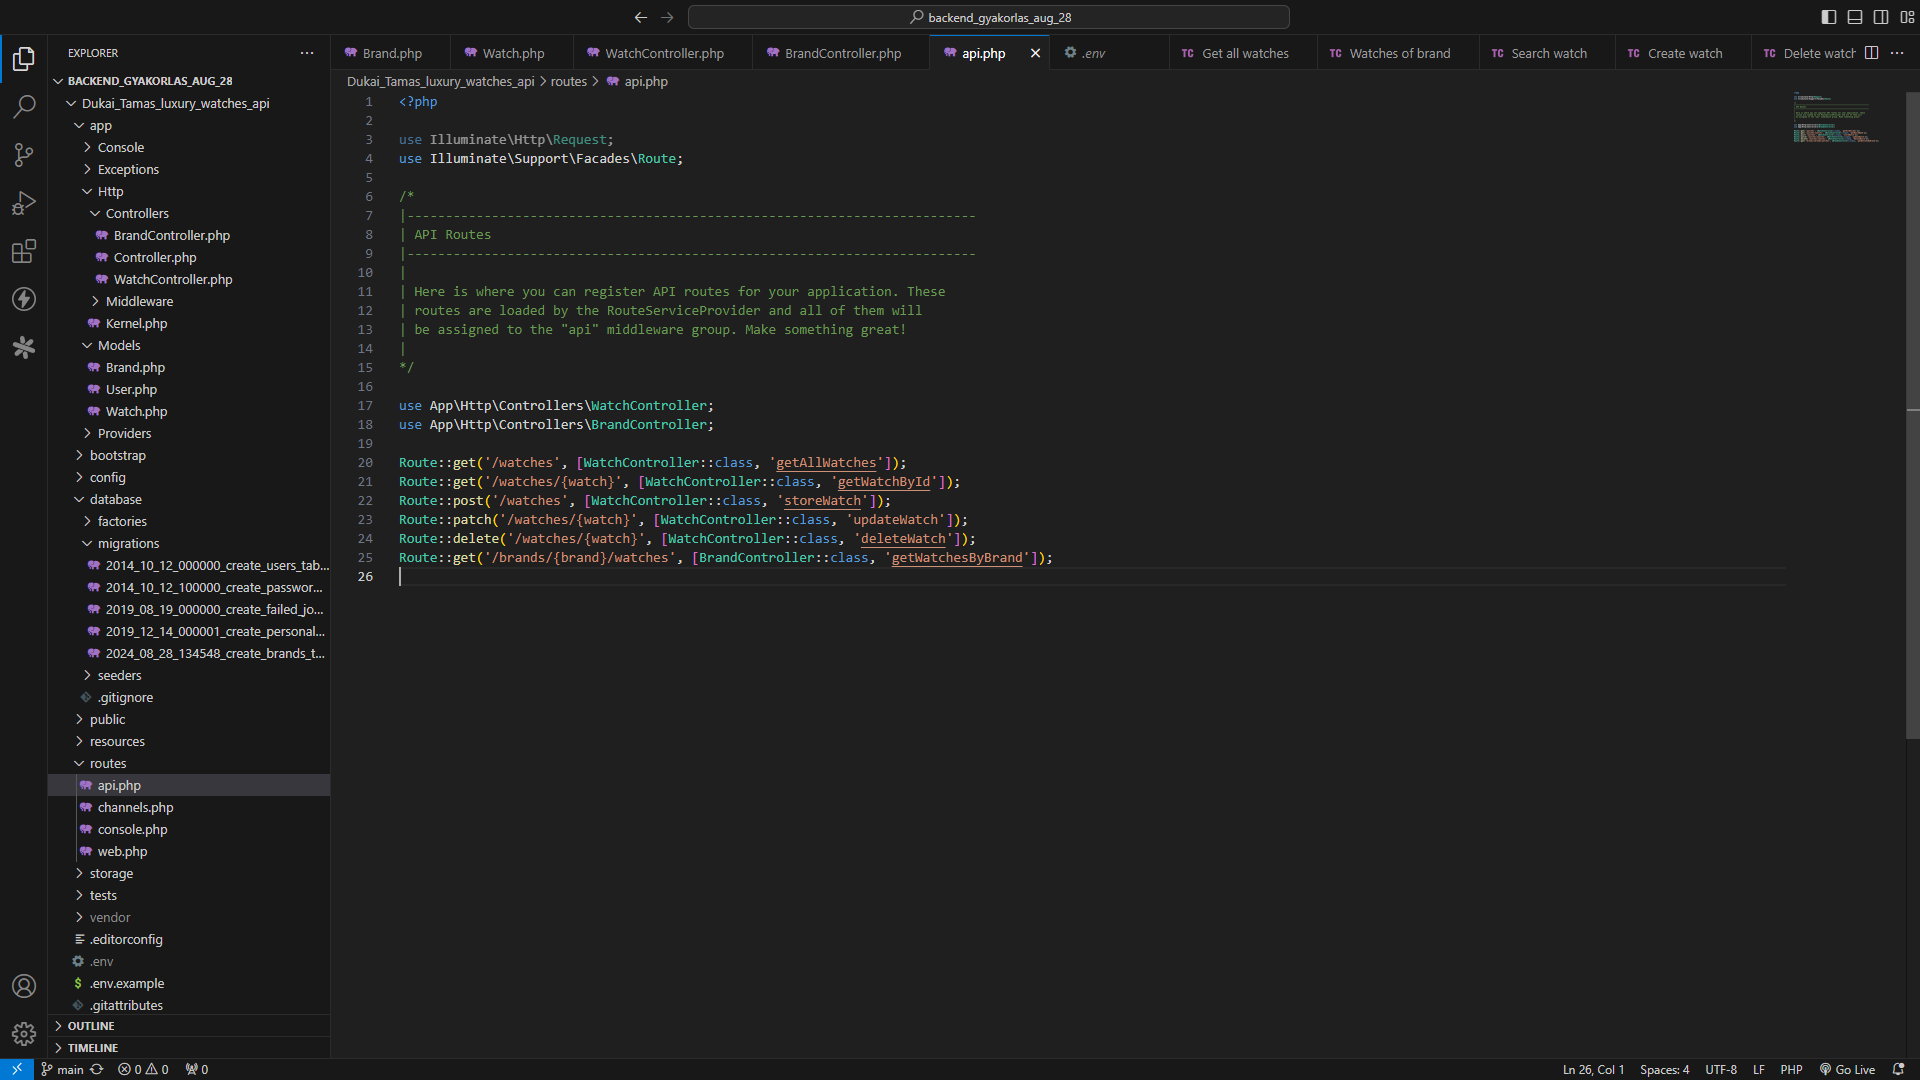 backend_gyakorlas_aug_28
EXPLORER
BACKEND_GYAKORLAS_AUG_28
Dukai_Tamas_luxury_watches_api
app
Console
Exceptions
Http
Controllers
BrandController.php
Controller.php
WatchController.php
Middleware
Kernel.php
Models
Brand.php
User.php
Watch.php
Providers
bootstrap
config
database
factories
migrations
2014_10_12_000000_create_users_tab...
2014_10_12_100000_create_passwor...
2019_08_19_000000_create_failed_jo...
2019_12_14_000001_create_personal...
2024_08_28_134548_create_brands_t...
seeders
.gitignore
public
resources
routes
api.php
channels.php
console.php
web.php
storage
tests
vendor
.editorconfig
.env
$ .env.example
.gitattributes
OUTLINE
TIMELINE
Brand.php Watch.php WatchController.php BrandController.php api.php .env TC Get all watches TC Watches of brand TC Search watch TC Create watch TC Delete watch
Dukai_Tamas_luxury_watches_api > routes > api.php
1 <?php
2
3 use Illuminate\Http\Request;
4 use Illuminate\Support\Facades\Route;
5
6 /*
7 |--------------------------------------------------------------------------
8 | API Routes
9 |--------------------------------------------------------------------------
10 |
11 | Here is where you can register API routes for your application. These
12 | routes are loaded by the RouteServiceProvider and all of them will
13 | be assigned to the "api" middleware group. Make something great!
14 |
15 */
16
17 use App\Http\Controllers\WatchController;
18 use App\Http\Controllers\BrandController;
19
20 Route::get('/watches', [WatchController::class, 'getAllWatches']);
21 Route::get('/watches/{watch}', [WatchController::class, 'getWatchById']);
22 Route::post('/watches', [WatchController::class, 'storeWatch']);
23 Route::patch('/watches/{watch}', [WatchController::class, 'updateWatch']);
24 Route::delete('/watches/{watch}', [WatchController::class, 'deleteWatch']);
25 Route::get('/brands/{brand}/watches', [BrandController::class, 'getWatchesByBrand']);
26
main 0 0 0 Ln 26, Col 1 Spaces: 4 UTF-8 LF PHP Go Live